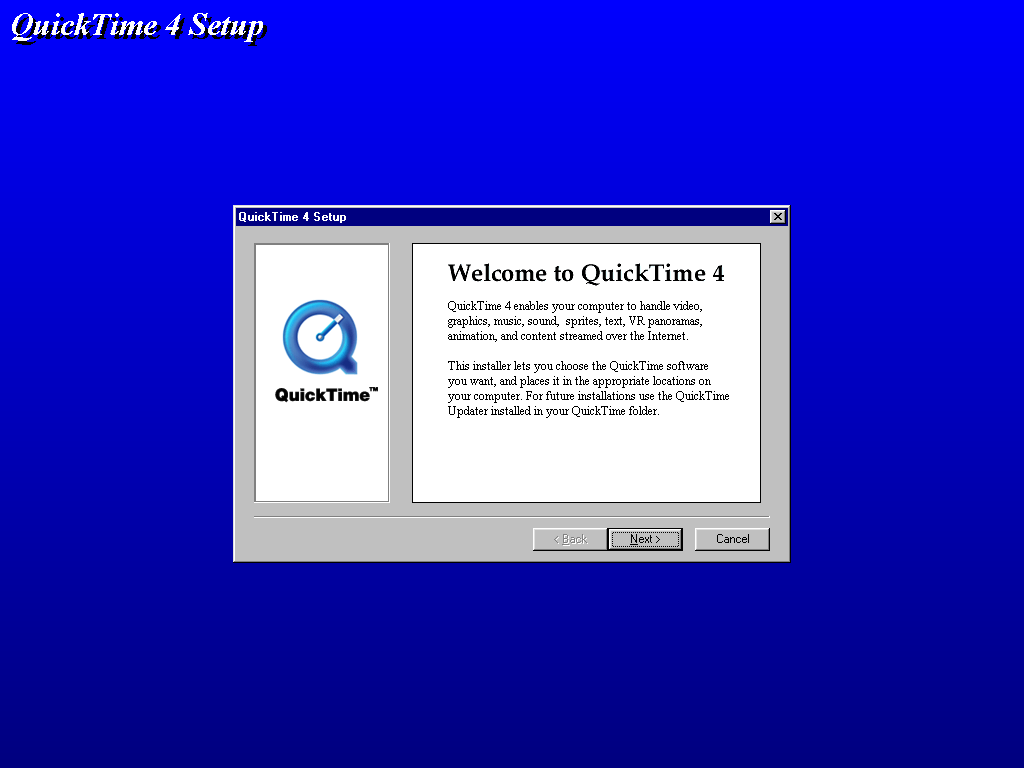 QuickTime 4 Setup
QuickTime 4 Setup
QuickTime™
Welcome to QuickTime 4
QuickTime 4 enables your computer to handle video,
graphics, music, sound,  sprites, text, VR panoramas,
animation, and content streamed over the Internet.
This installer lets you choose the QuickTime software
you want, and places it in the appropriate locations on
your computer. For future installations use the QuickTime
Updater installed in your QuickTime folder.
< Back
Next >
Cancel